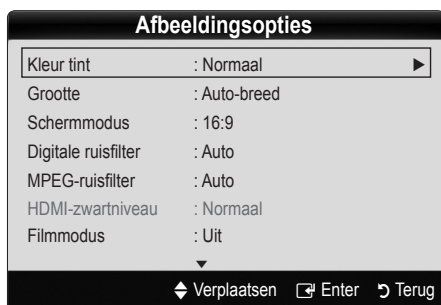 Afbeeldingsopties
Kleur tint : Normaal
Grootte : Auto-breed
Schermmodus : 16:9
Digitale ruisfilter : Auto
MPEG-ruisfilter : Auto
HDMI-zwartniveau : Normaal
Filmmodus : Uit
Verplaatsen Enter Terug